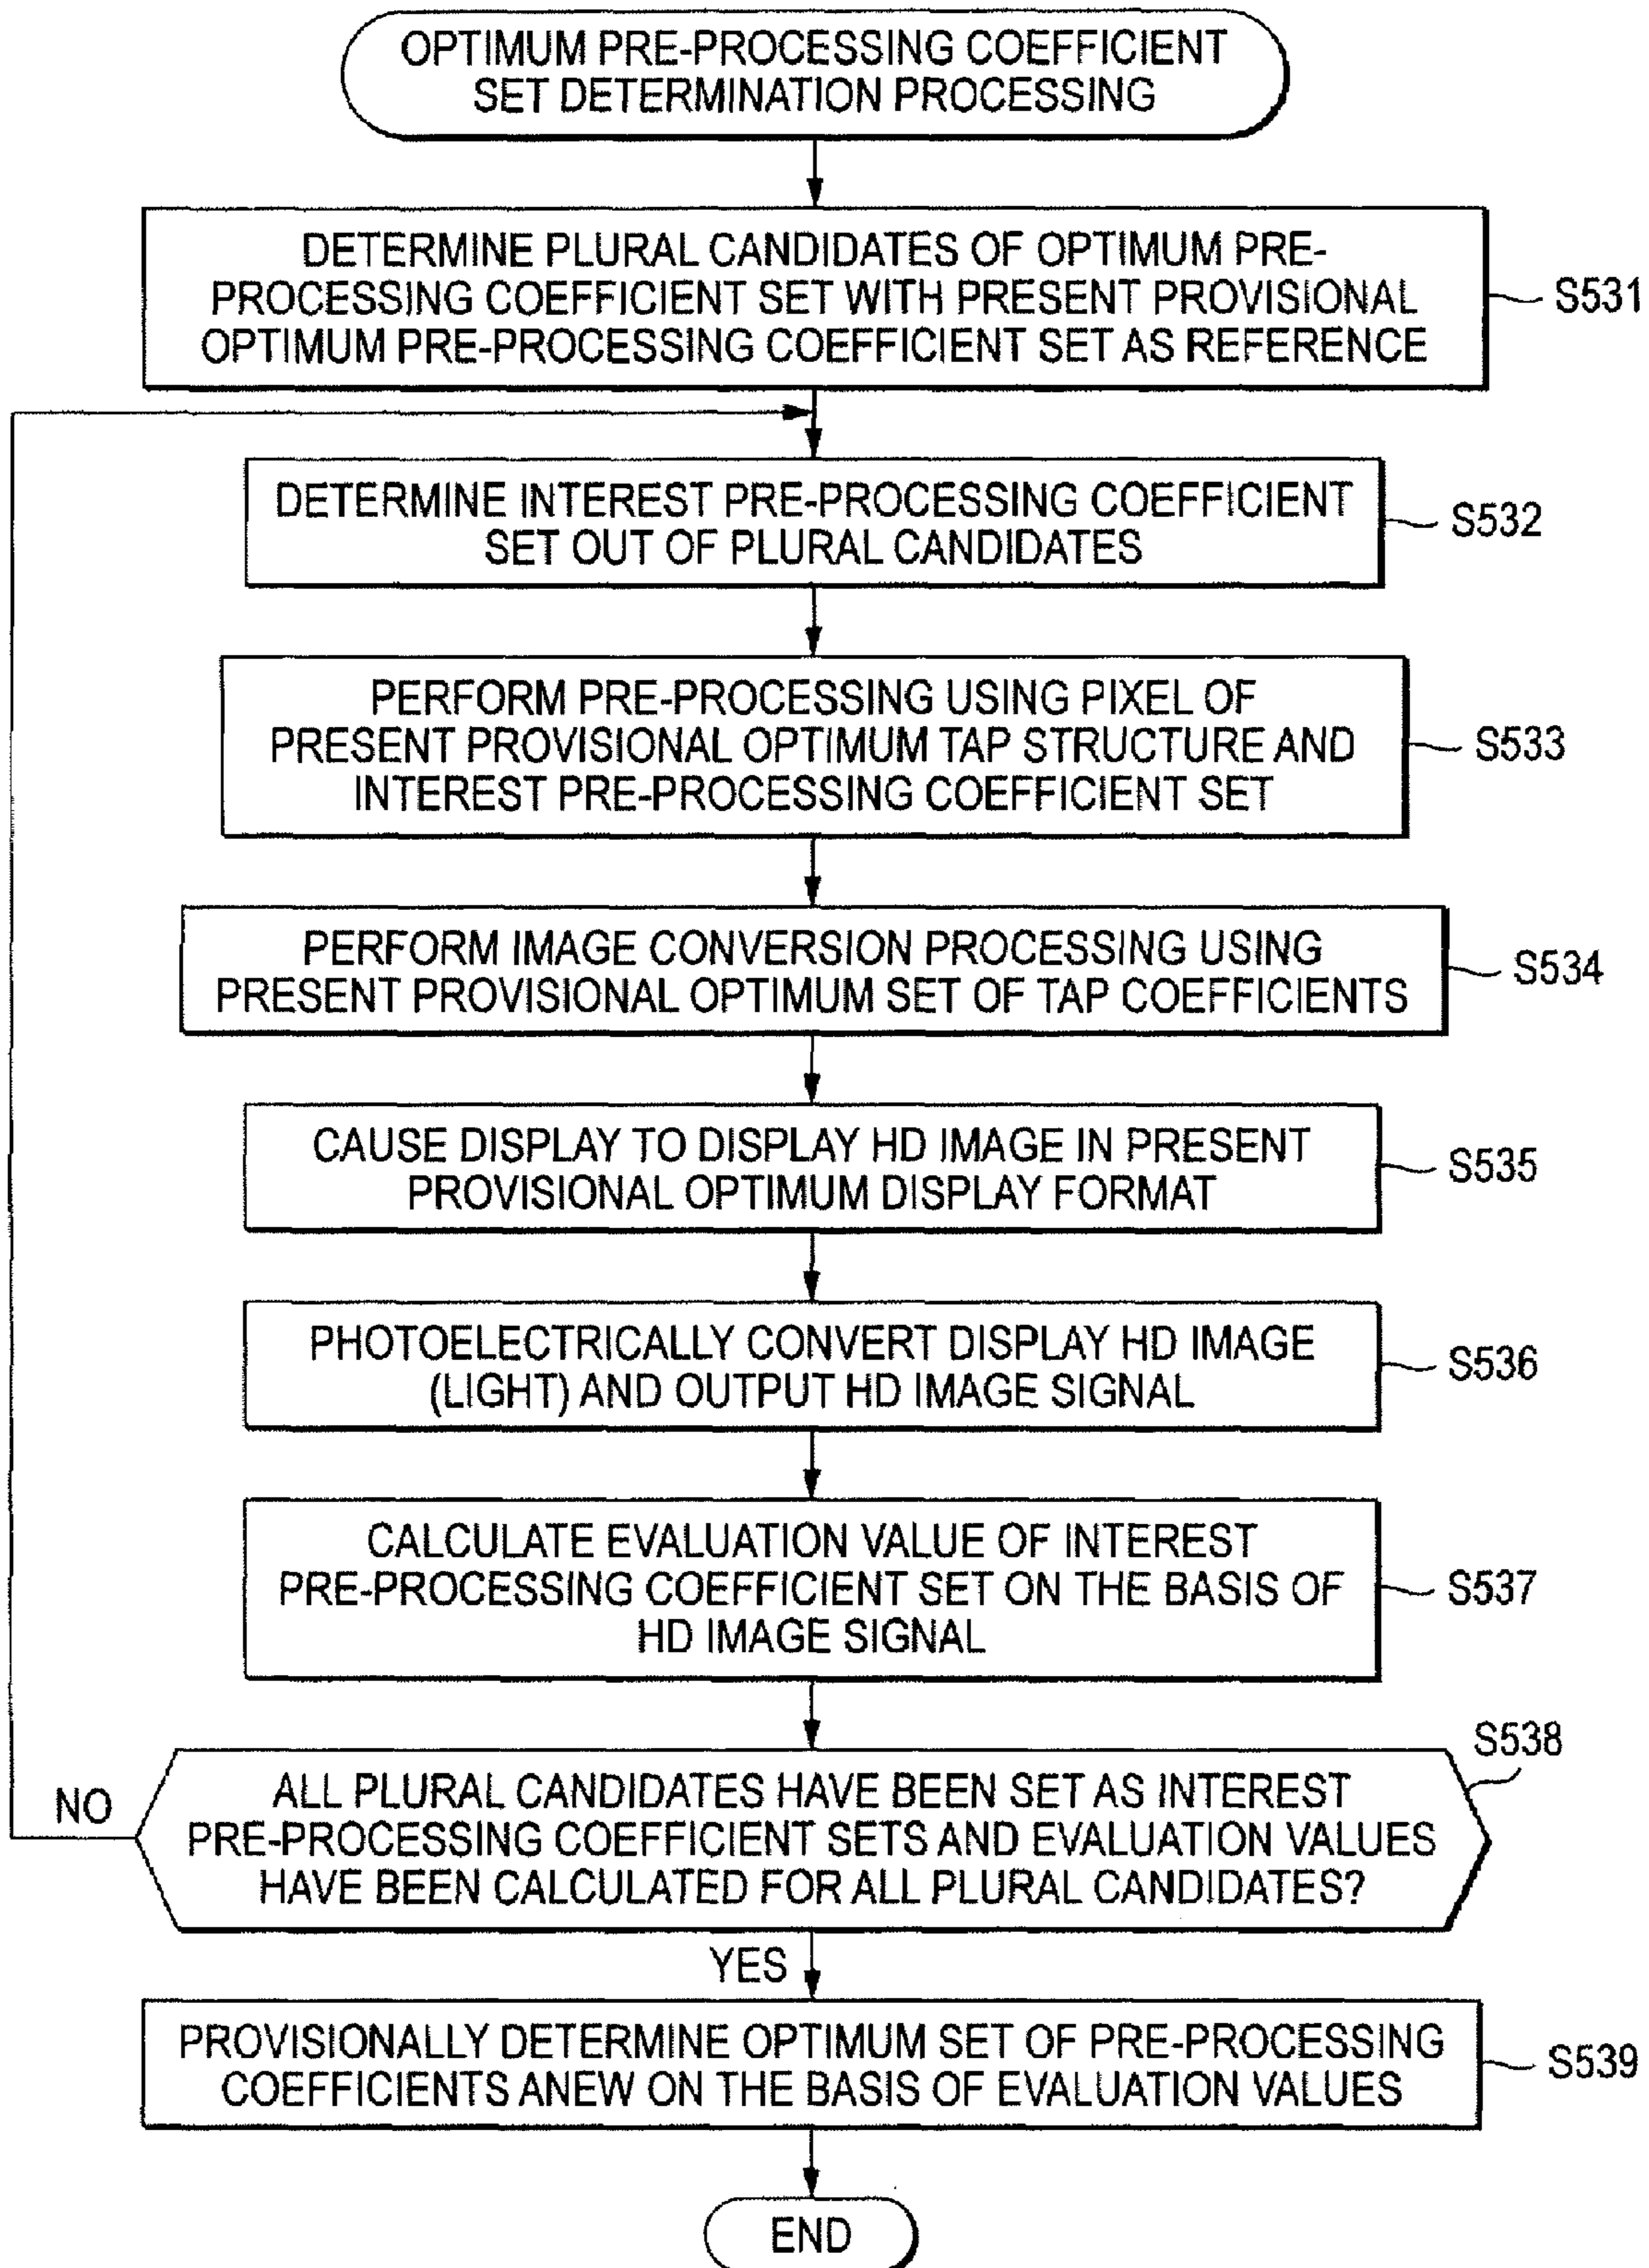 OPTIMUM PRE-PROCESSING COEFFICIENT
SET DETERMINATION PROCESSING
DETERMINE PLURAL CANDIDATES OF OPTIMUM PRE-
PROCESSING COEFFICIENT SET WITH PRESENT PROVISIONAL
OPTIMUM PRE-PROCESSING COEFFICIENT SET AS REFERENCE
S531
DETERMINE INTEREST PRE-PROCESSING COEFFICIENT
SET OUT OF PLURAL CANDIDATES
S532
PERFORM PRE-PROCESSING USING PIXEL OF
PRESENT PROVISIONAL OPTIMUM TAP STRUCTURE AND
INTEREST PRE-PROCESSING COEFFICIENT SET
S533
PERFORM IMAGE CONVERSION PROCESSING USING
PRESENT PROVISIONAL OPTIMUM SET OF TAP COEFFICIENTS
S534
CAUSE DISPLAY TO DISPLAY HD IMAGE IN PRESENT
PROVISIONAL OPTIMUM DISPLAY FORMAT
S535
PHOTOELECTRICALLY CONVERT DISPLAY HD IMAGE
(LIGHT) AND OUTPUT HD IMAGE SIGNAL
S536
CALCULATE EVALUATION VALUE OF INTEREST
PRE-PROCESSING COEFFICIENT SET ON THE BASIS OF
HD IMAGE SIGNAL
S537
S538
NO
ALL PLURAL CANDIDATES HAVE BEEN SET AS INTEREST
PRE-PROCESSING COEFFICIENT SETS AND EVALUATION VALUES
HAVE BEEN CALCULATED FOR ALL PLURAL CANDIDATES?
YES
PROVISIONALLY DETERMINE OPTIMUM SET OF PRE-PROCESSING
COEFFICIENTS ANEW ON THE BASIS OF EVALUATION VALUES
S539
END